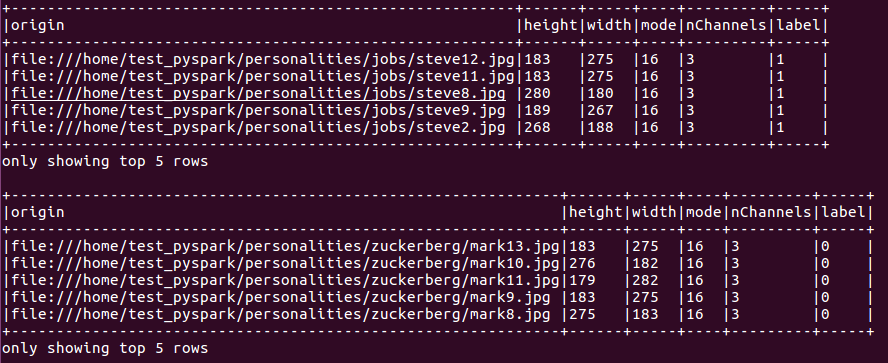 +--------------------------------------------------------+------+-----+----+---------+-----+
|origin                                                  |height|width|mode|nChannels|label|
+--------------------------------------------------------+------+-----+----+---------+-----+
|file:///home/test_pyspark/personalities/jobs/steve12.jpg|183   |275  |16  |3        |1    |
|file:///home/test_pyspark/personalities/jobs/steve11.jpg|183   |275  |16  |3        |1    |
|file:///home/test_pyspark/personalities/jobs/steve8.jpg |280   |180  |16  |3        |1    |
|file:///home/test_pyspark/personalities/jobs/steve9.jpg |189   |267  |16  |3        |1    |
|file:///home/test_pyspark/personalities/jobs/steve2.jpg |268   |188  |16  |3        |1    |
+--------------------------------------------------------+------+-----+----+---------+-----+
only showing top 5 rows
+-------------------------------------------------------------+------+-----+----+---------+-----+
|origin                                                       |height|width|mode|nChannels|label|
+-------------------------------------------------------------+------+-----+----+---------+-----+
|file:///home/test_pyspark/personalities/zuckerberg/mark13.jpg|183   |275  |16  |3        |0    |
|file:///home/test_pyspark/personalities/zuckerberg/mark10.jpg|276   |182  |16  |3        |0    |
|file:///home/test_pyspark/personalities/zuckerberg/mark11.jpg|179   |282  |16  |3        |0    |
|file:///home/test_pyspark/personalities/zuckerberg/mark9.jpg |183   |275  |16  |3        |0    |
|file:///home/test_pyspark/personalities/zuckerberg/mark8.jpg |275   |183  |16  |3        |0    |
+-------------------------------------------------------------+------+-----+----+---------+-----+
only showing top 5 rows